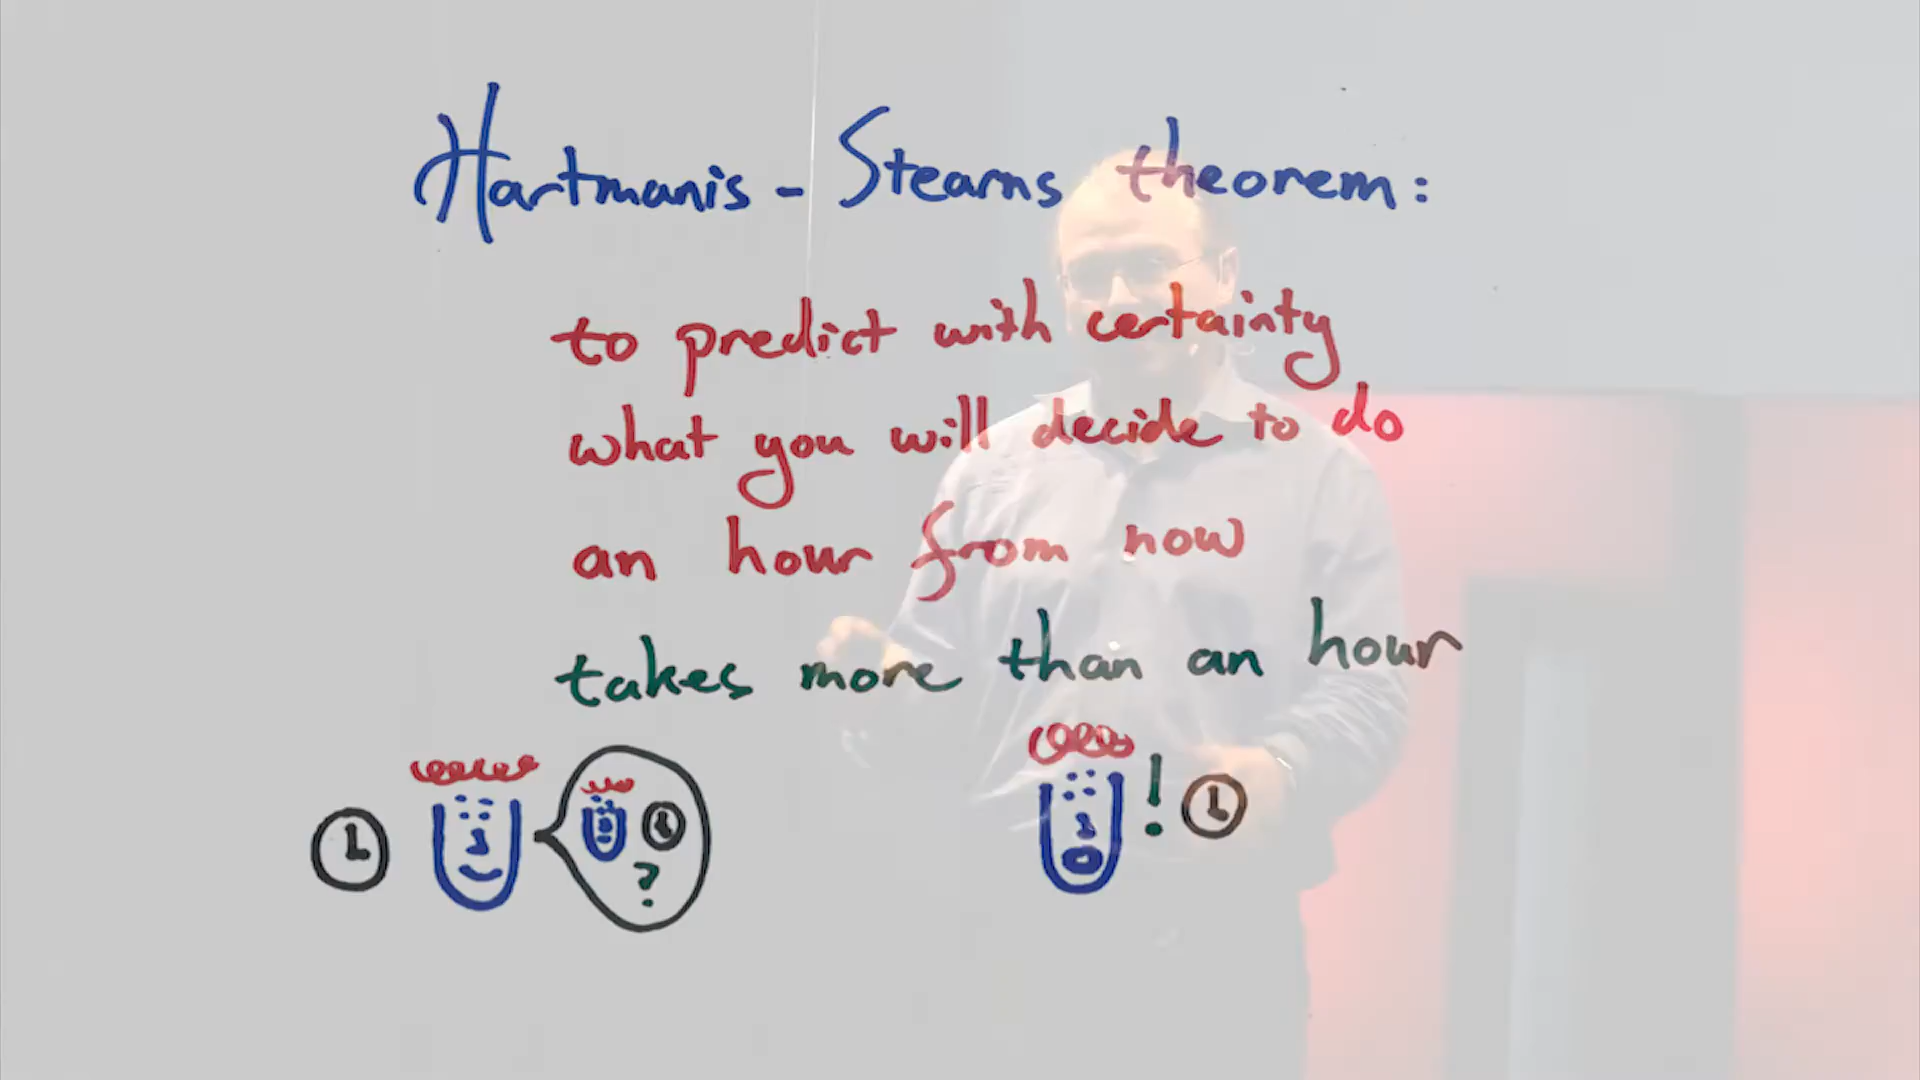 Hartmanis - Stearns theorem:
to predict with certainty
what you will decide to do
an hour from now
takes more than an hour
?
!